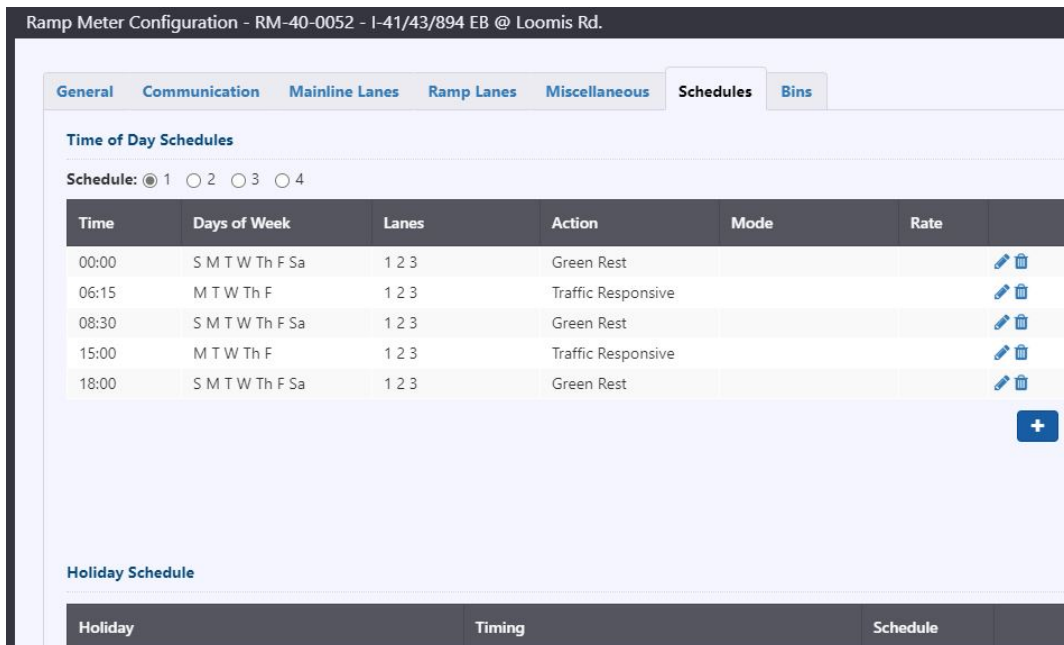 Ramp Meter Configuration - RM-40-0052 - I-41/43/894 EB @ Loomis Rd.
General Communication Mainline Lanes Ramp Lanes Miscellaneous Schedules Bins
Time of Day Schedules
Schedule: 1 2 3 4
Time Days of Week Lanes Action Mode Rate
00:00 S M T W Th F Sa 1 2 3 Green Rest
06:15 M T W Th F 1 2 3 Traffic Responsive
08:30 S M T W Th F Sa 1 2 3 Green Rest
15:00 M T W Th F 1 2 3 Traffic Responsive
18:00 S M T W Th F Sa 1 2 3 Green Rest
Holiday Schedule
Holiday Timing Schedule